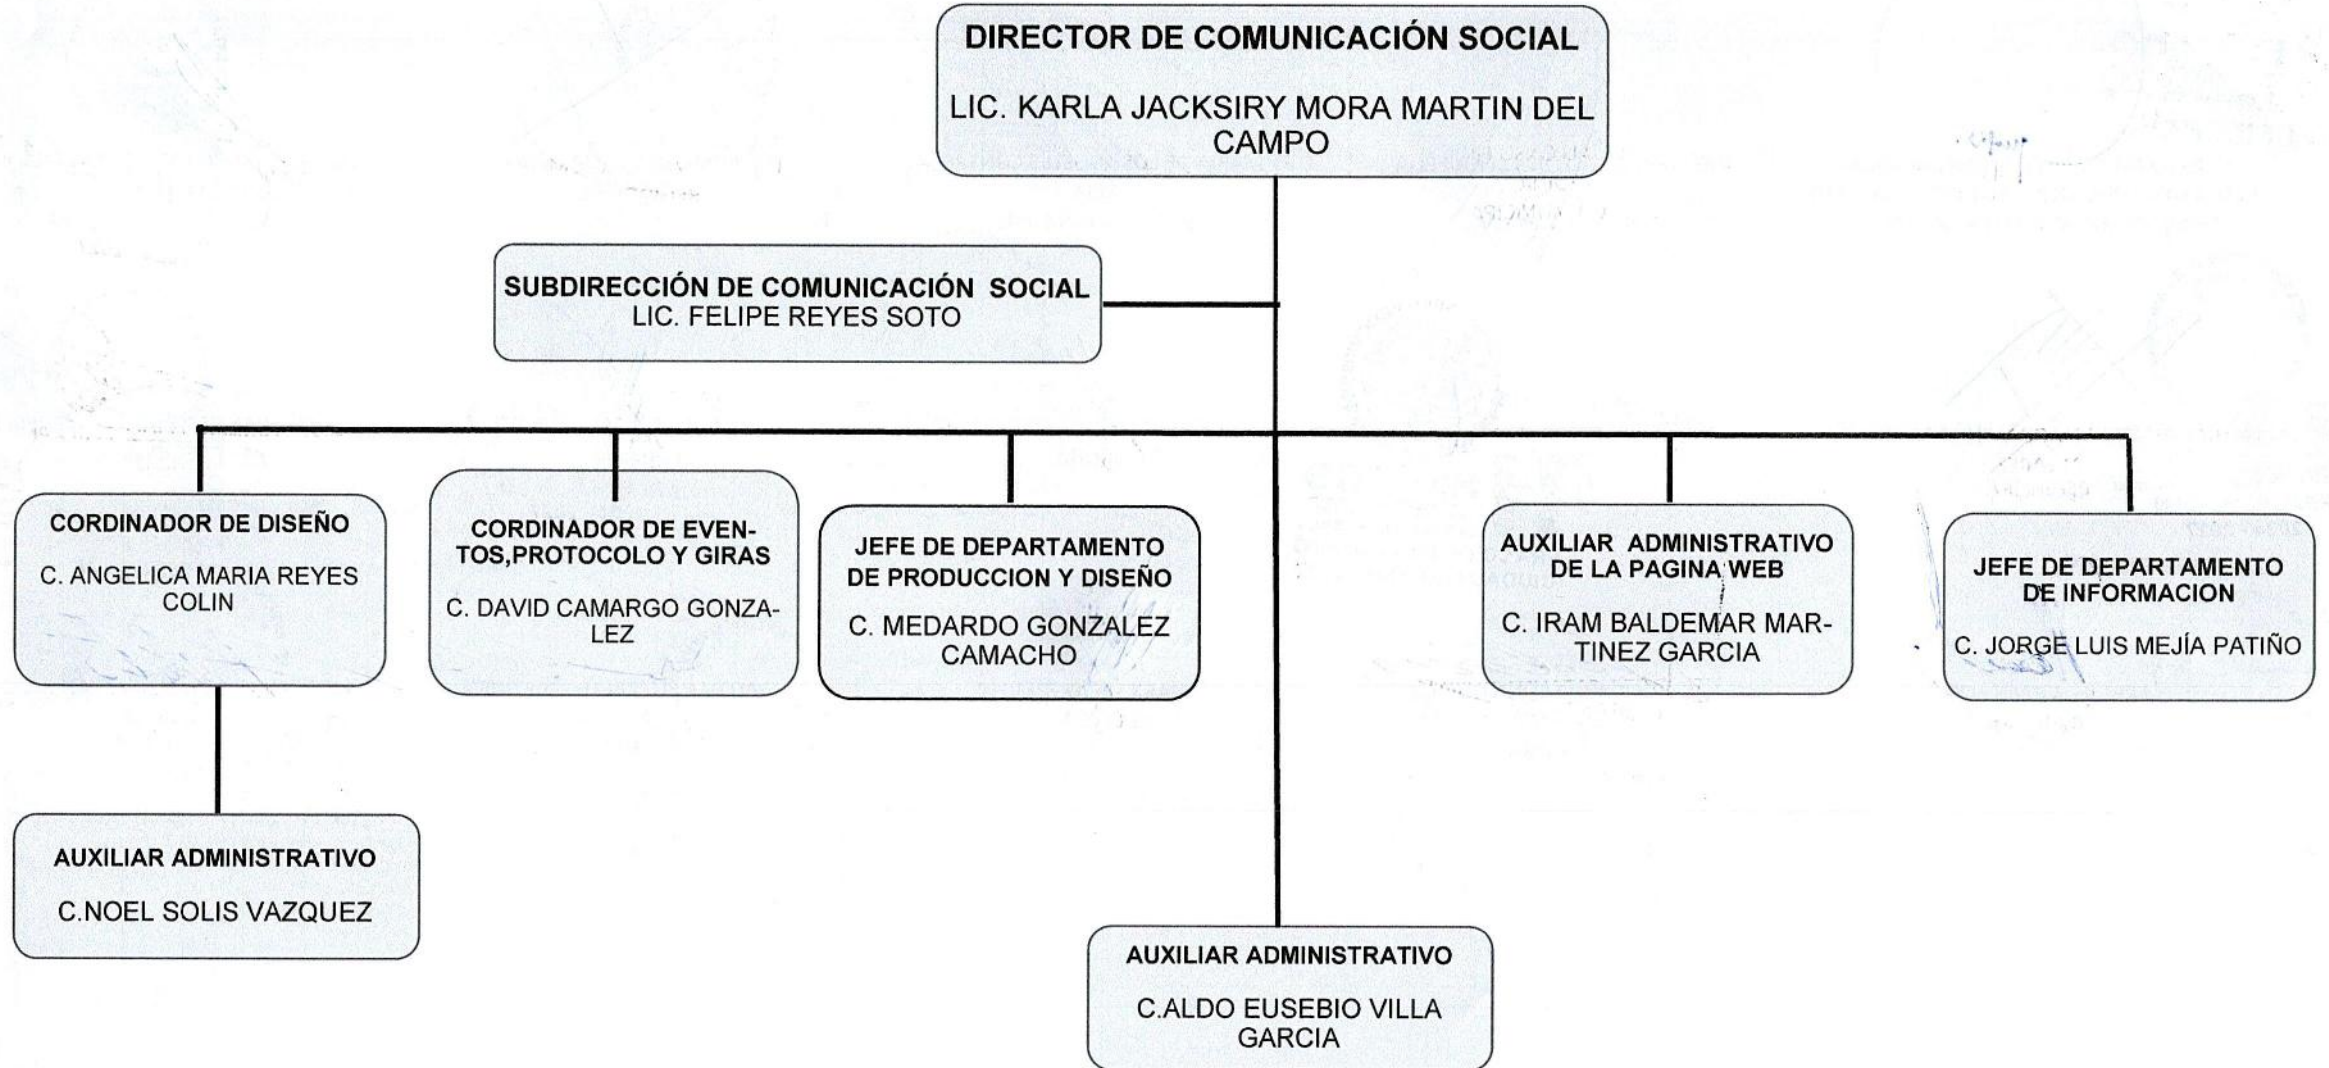 DIRECTOR DE COMUNICACIÓN SOCIAL
LIC. KARLA JACKSIRY MORA MARTIN DEL
CAMPO
SUBDIRECCIÓN DE COMUNICACIÓN SOCIAL
LIC. FELIPE REYES SOTO
CORDINADOR DE DISEÑO
C. ANGELICA MARIA REYES
COLIN
CORDINADOR DE EVEN-
TOS,PROTOCOLO Y GIRAS
C. DAVID CAMARGO GONZA-
LEZ
JEFE DE DEPARTAMENTO
DE PRODUCCION Y DISEÑO
C. MEDARDO GONZALEZ
CAMACHO
AUXILIAR ADMINISTRATIVO
DE LA PAGINA WEB
C. IRAM BALDEMAR MAR-
TINEZ GARCIA
JEFE DE DEPARTAMENTO
DE INFORMACION
C. JORGE LUIS MEJÍA PATIÑO
AUXILIAR ADMINISTRATIVO
C.NOEL SOLIS VAZQUEZ
AUXILIAR ADMINISTRATIVO
C.ALDO EUSEBIO VILLA
GARCIA